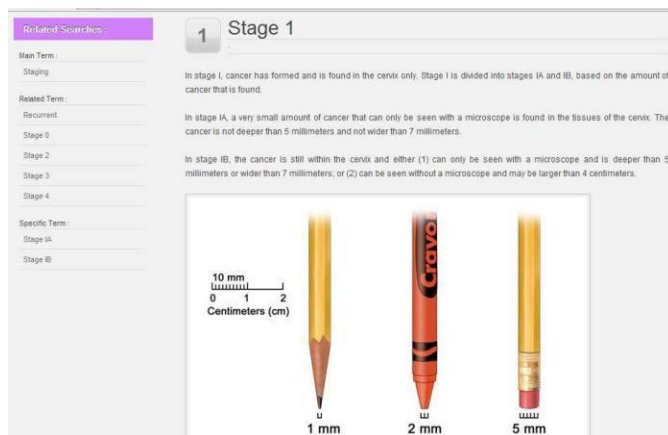 Related Searches :
Main Term :
Staging
Related Term :
Recurrent
Stage 0
Stage 2
Stage 3
Stage 4
Specific Term :
Stage IA
Stage IB
1
Stage 1
In stage I, cancer has formed and is found in the cervix only. Stage I is divided into stages IA and IB, based on the amount of
cancer that is found.
In stage IA, a very small amount of cancer that can only be seen with a microscope is found in the tissues of the cervix. The
cancer is not deeper than 5 millimeters and not wider than 7 millimeters.
In stage IB, the cancer is still within the cervix and either (1) can only be seen with a microscope and is deeper than 5
millimeters or wider than 7 millimeters; or (2) can be seen without a microscope and may be larger than 4 centimeters.
10 mm
0 1 2
Centimeters (cm)
Crayo
1 mm
2 mm
5 mm